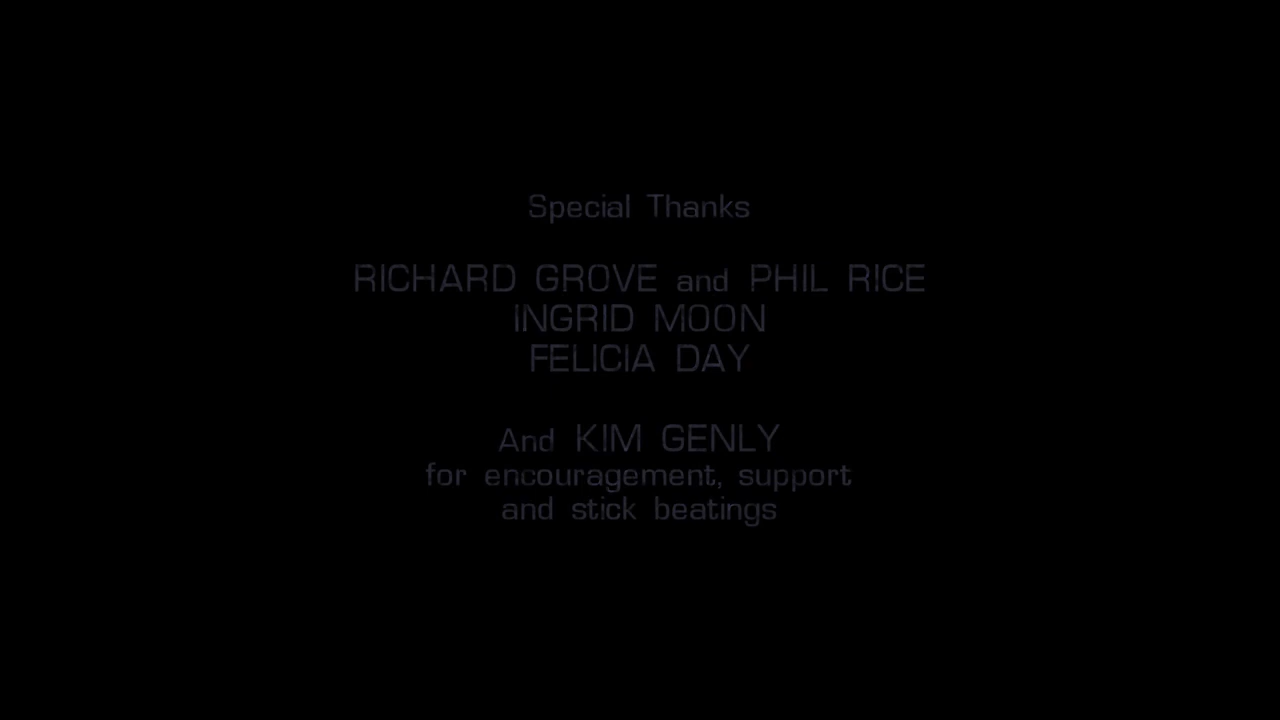 Special Thanks
RICHARD GROVE and PHIL RICE
INGRID MOON
FELICIA DAY
And KIM GENLY
for encouragement, support
and stick beatings